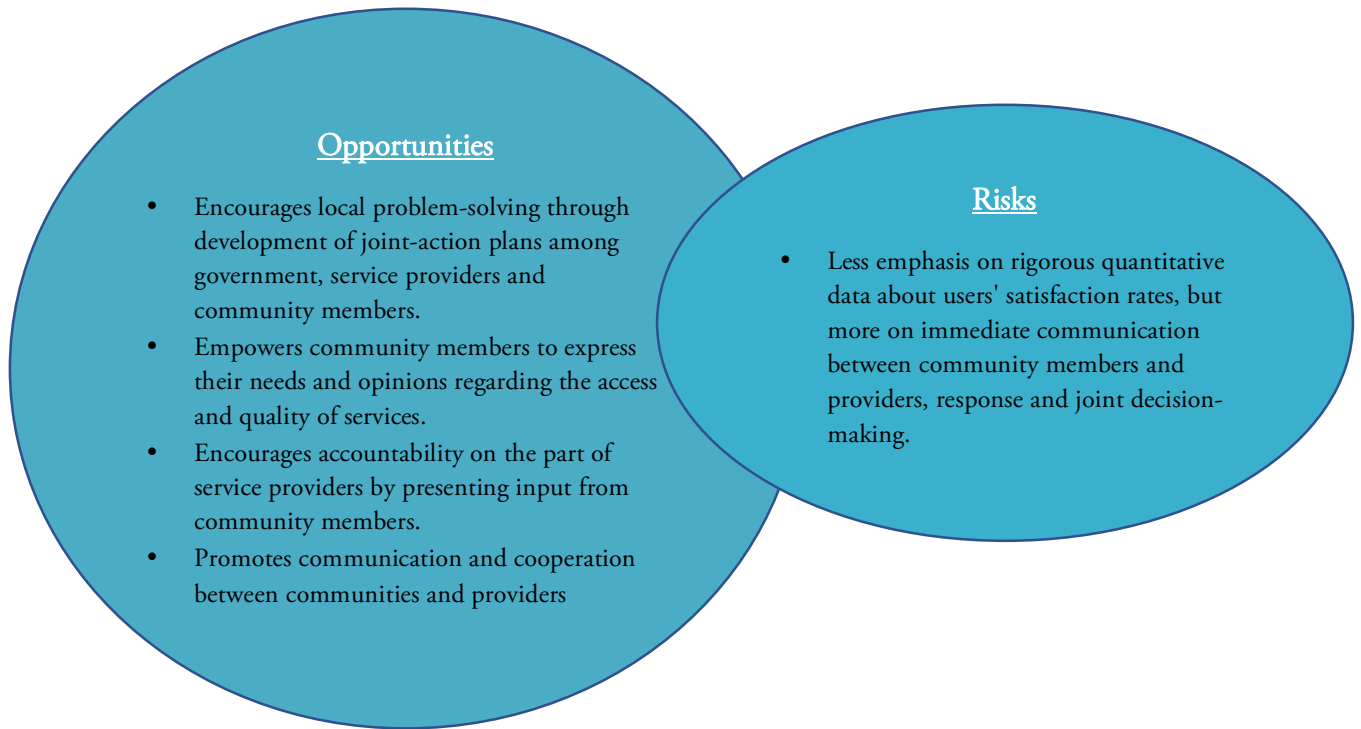 Opportunities
• Encourages local problem-solving through
development of joint-action plans among
government, service providers and
community members.
• Empowers community members to express
their needs and opinions regarding the access
and quality of services.
• Encourages accountability on the part of
service providers by presenting input from
community members.
• Promotes communication and cooperation
between communities and providers
Risks
• Less emphasis on rigorous quantitative
data about users' satisfaction rates, but
more on immediate communication
between community members and
providers, response and joint decision-
making.